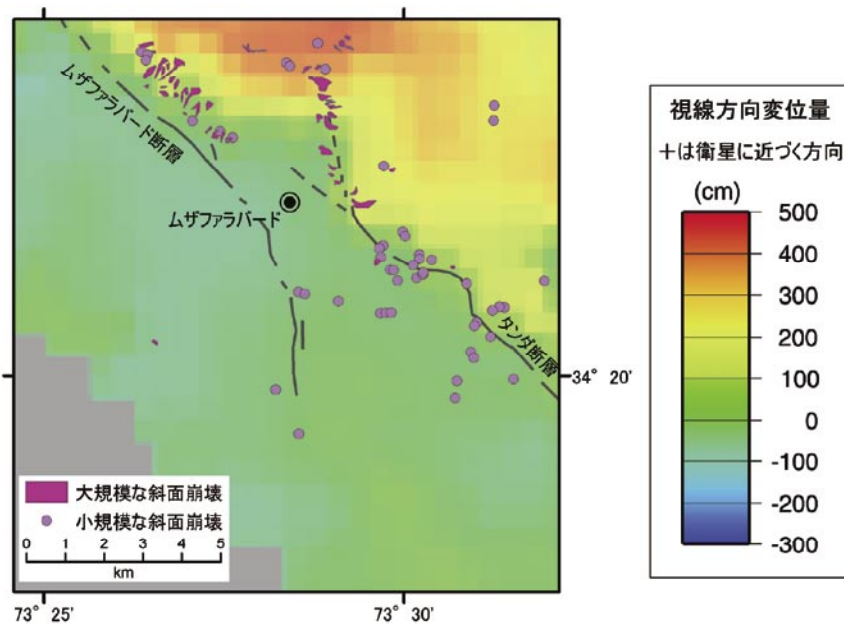 ムザファラバード断層
ムザファラバード
タンダ断層
34° 20'
大規模な斜面崩壊
小規模な斜面崩壊
0 1 2 3 4 5
km
73° 25'
73° 30'
視線方向変位量
+は衛星に近づく方向
(cm)
500
400
300
200
100
0
-100
-200
-300